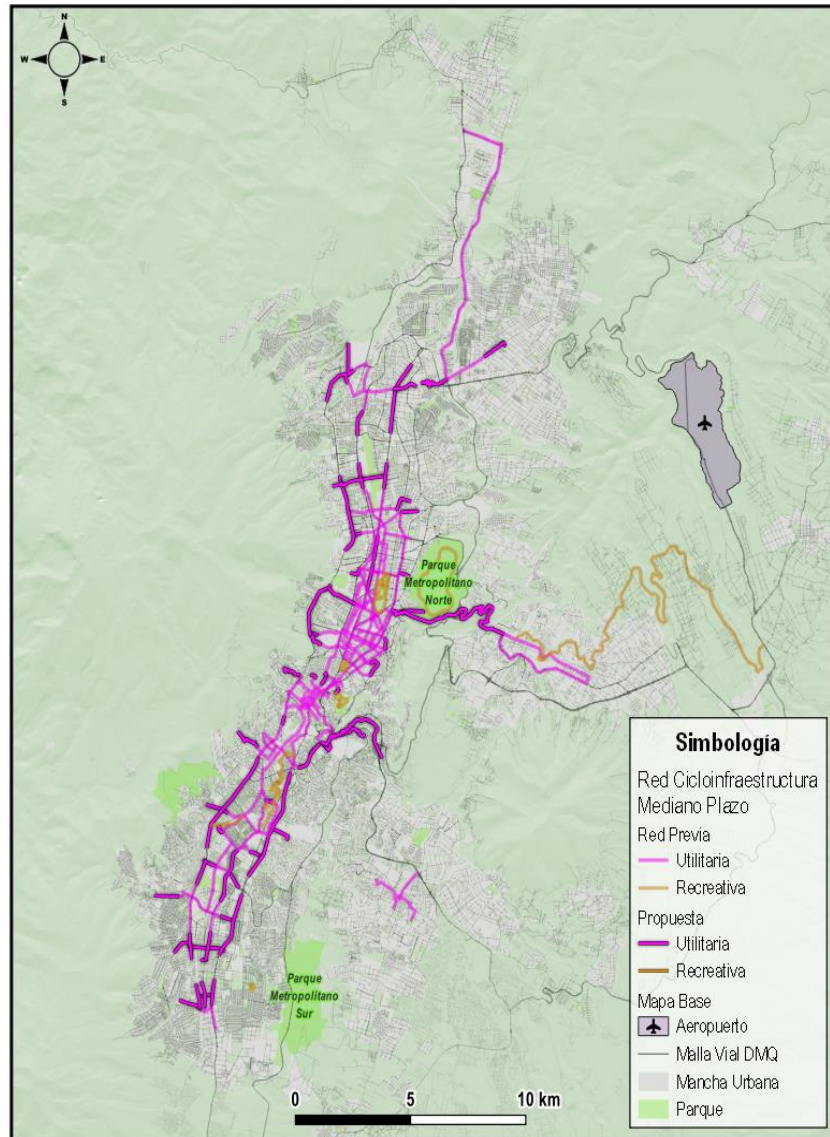 N
W E
S
Parque
Metropolitano
Norte
Parque
Metropolitano
Sur
0 5 10 km
Simbología
Red Cicloinfraestructura
Mediano Plazo
Red Previa
Utilitaria
Recreativa
Propuesta
Utilitaria
Recreativa
Mapa Base
Aeropuerto
Malla Vial DMQ
Mancha Urbana
Parque